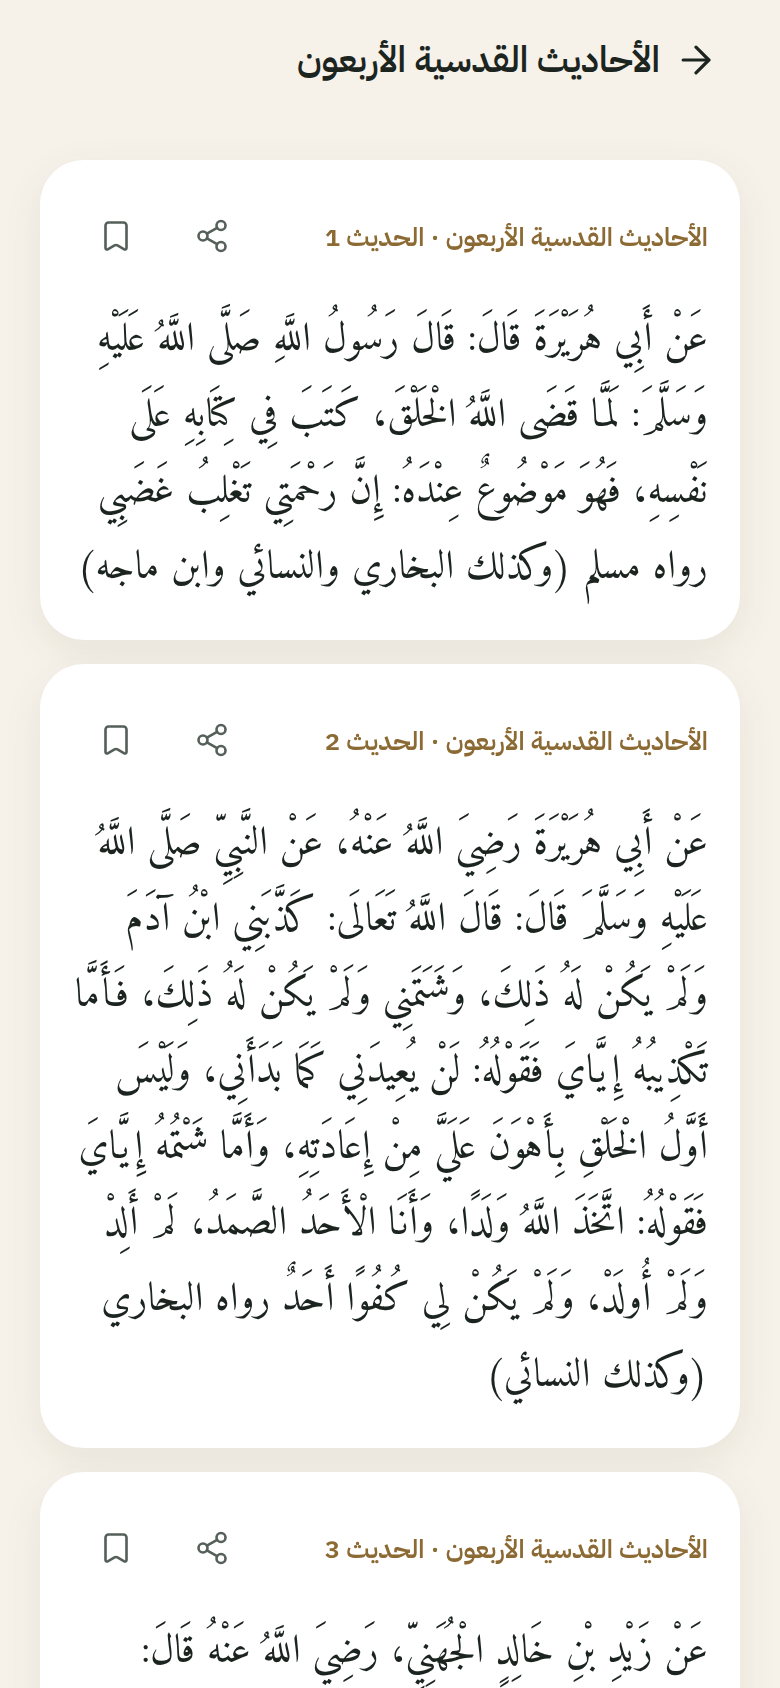 الأحاديث القدسية الأربعون
الأحاديث القدسية الأربعون · الحديث 1
عَنْ أَبِي هُرَيْرَةَ قَالَ: قَالَ رَسُولُ اللَّهِ صَلَّى اللَّهُ عَلَيْهِ
وَسَلَّمَ: لَمَّا قَضَى اللَّهُ الْخَلْقَ، كَتَبَ فِي كِتَابِهِ عَلَى
نَفْسِهِ، فَهُوَ مَوْضُوعٌ عِنْدَهُ: إِنَّ رَحْمَتِي تَغْلِبُ غَضَبِي
رواه مسلم (وكذلك البخاري والنسائي وابن ماجه)
الأحاديث القدسية الأربعون · الحديث 2
عَنْ أَبِي هُرَيْرَةَ رَضِيَ اللَّهُ عَنْهُ، عَنْ النَّبِيِّ صَلَّى اللَّهُ
عَلَيْهِ وَسَلَّمَ قَالَ: قَالَ اللَّهُ تَعَالَى: كَذَّبَنِي ابْنُ آدَمَ
وَلَمْ يَكُنْ لَهُ ذَلِكَ، وَشَتَمَنِي وَلَمْ يَكُنْ لَهُ ذَلِكَ، فَأَمَّا
تَكْذِيبُهُ إِيَّايَ فَقَوْلُهُ: لَنْ يُعِيدَنِي كَمَا بَدَأَنِي، وَلَيْسَ
أَوَّلُ الْخَلْقِ بِأَهْوَنَ عَلَيَّ مِنْ إِعَادَتِهِ، وَأَمَّا شَتْمُهُ إِيَّايَ
فَقَوْلُهُ: اتَّخَذَ اللَّهُ وَلَدًا، وَأَنَا الْأَحَدُ الصَّمَدُ، لَمْ أَلِدْ
وَلَمْ أُولَدْ، وَلَمْ يَكُنْ لِي كُفُوًا أَحَدٌ رواه البخاري
(وكذلك النسائي)
الأحاديث القدسية الأربعون · الحديث 3
عَنْ زَيْدِ بْنِ خَالِدٍ الْجُهَنِيِّ، رَضِيَ اللَّهُ عَنْهُ قَالَ: